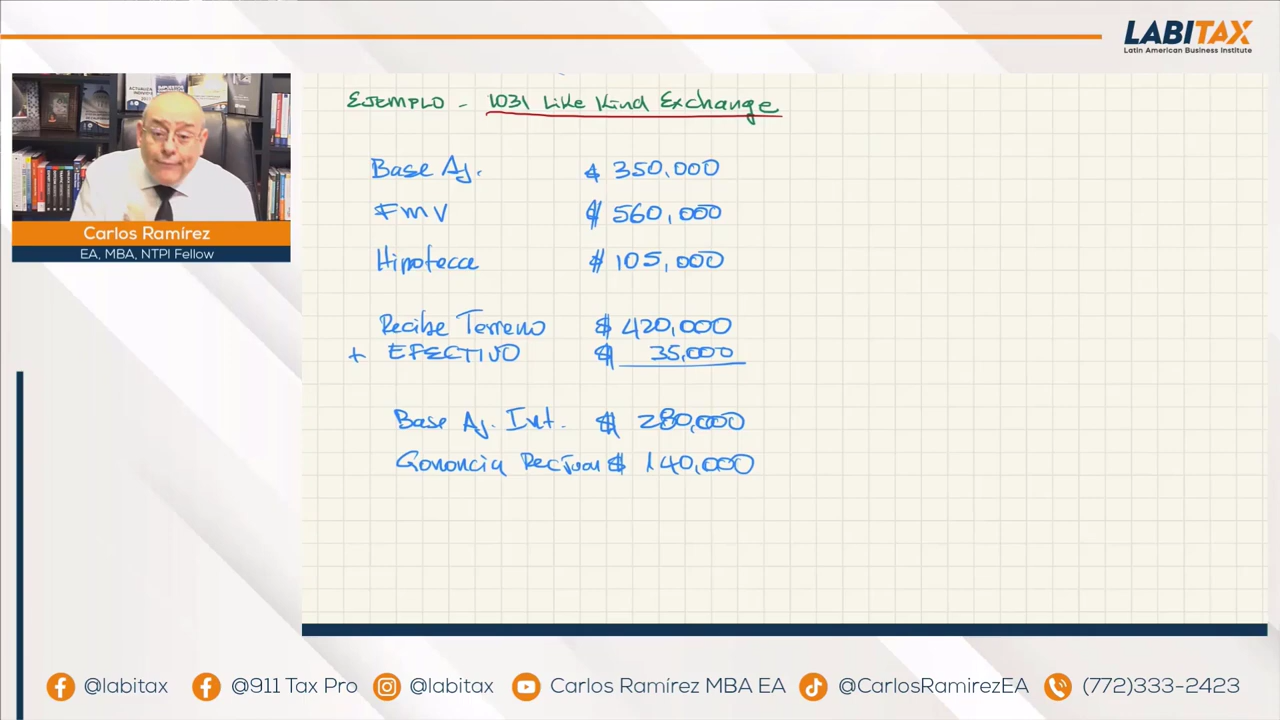 LABITAX
Latin American Business Institute
EJEMPLO - 1031 Like Kind Exchange
Base Aj. $ 350,000
FMV $ 560,000
Hipoteca $ 105,000
Recibe Terreno $ 420,000
+ EFECTIVO $ 35,000
Base Aj. Int. $ 280,000
Ganancia $ 140,000
Carlos Ramírez
EA, MBA, NTPI Fellow
@labitax
@911 Tax Pro
@labitax
Carlos Ramírez MBA EA
@CarlosRamirezEA
(772)333-2423